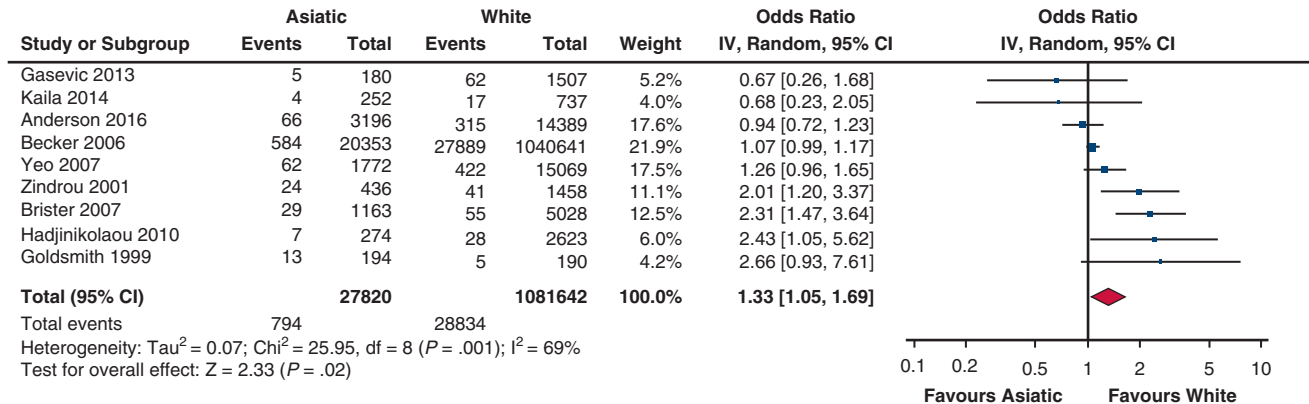 Asiatic White Odds Ratio Odds Ratio
Study or Subgroup Events Total Events Total Weight IV, Random, 95% CI IV, Random, 95% CI
Gasevic 2013 5 180 62 1507 5.2% 0.67 [0.26, 1.68]
Kaila 2014 4 252 17 737 4.0% 0.68 [0.23, 2.05]
Anderson 2016 66 3196 315 14389 17.6% 0.94 [0.72, 1.23]
Becker 2006 584 20353 27889 1040641 21.9% 1.07 [0.99, 1.17]
Yeo 2007 62 1772 422 15069 17.5% 1.26 [0.96, 1.65]
Zindrou 2001 24 436 41 1458 11.1% 2.01 [1.20, 3.37]
Brister 2007 29 1163 55 5028 12.5% 2.31 [1.47, 3.64]
Hadjinikolaou 2010 7 274 28 2623 6.0% 2.43 [1.05, 5.62]
Goldsmith 1999 13 194 5 190 4.2% 2.66 [0.93, 7.61]
Total (95% CI) 27820 1081642 100.0% 1.33 [1.05, 1.69]
Total events 794 28834
Heterogeneity: Tau² = 0.07; Chi² = 25.95, df = 8 (P = .001); I² = 69%
Test for overall effect: Z = 2.33 (P = .02)
0.1 0.2 0.5 1 2 5 10
Favours Asiatic Favours White